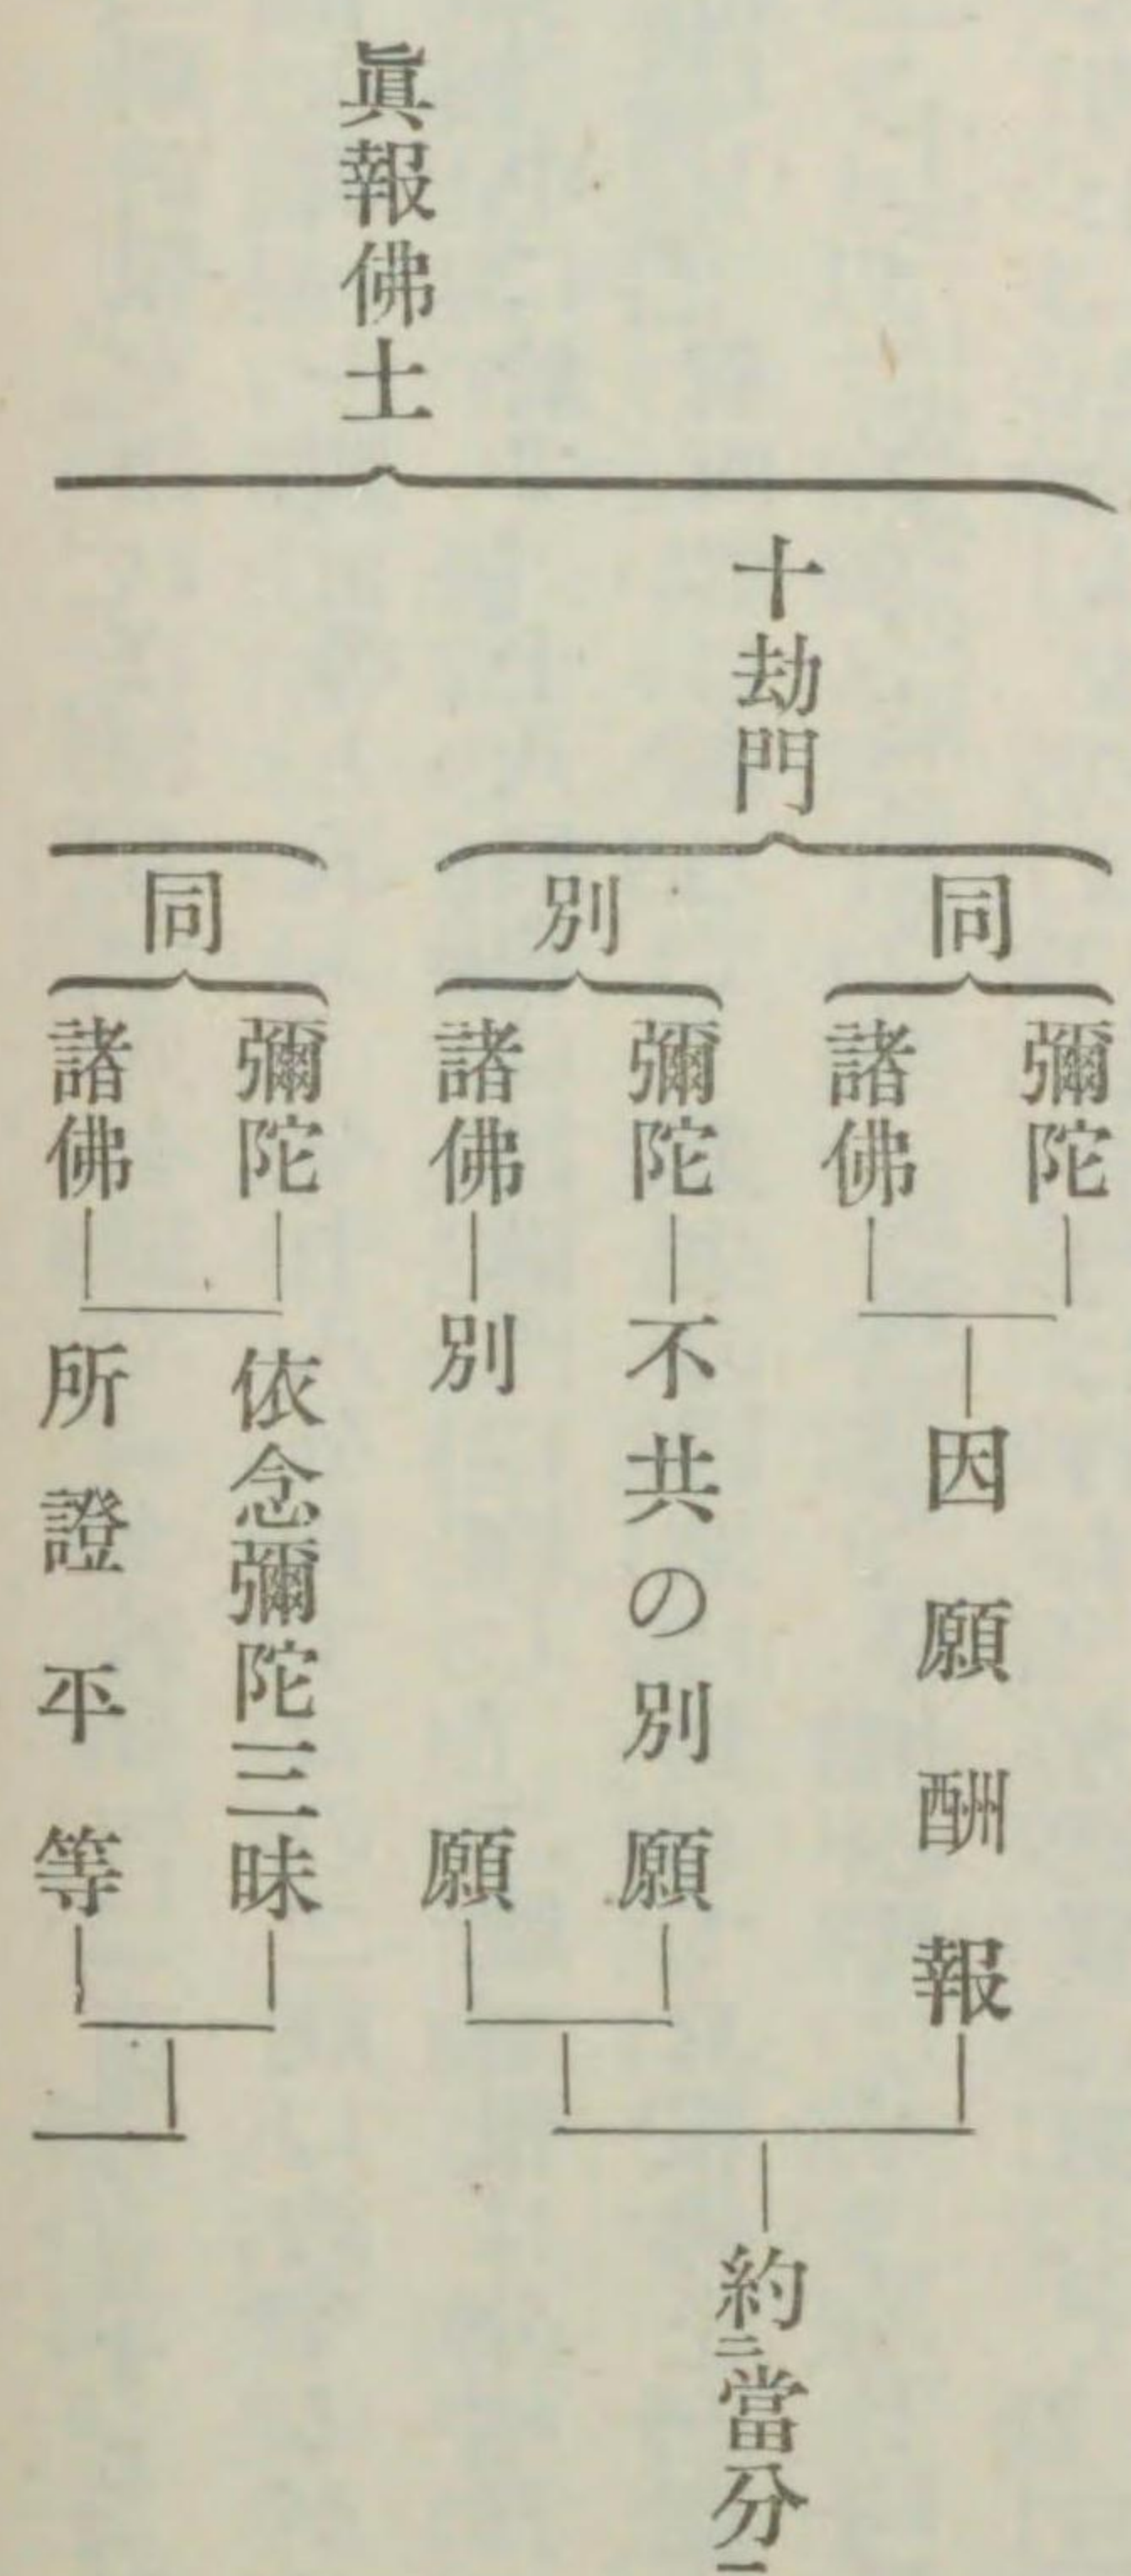 眞報佛土
十劫門
同
彌陀
諸佛
因願酬報
別
彌陀
不共の別願
諸佛
別願
約㆓當分㆒
同
彌陀
諸佛
依念彌陀三昧
所證平等